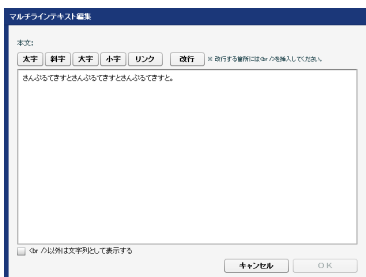 マルチラインテキスト編集
本文:
太字 斜字 大字 小字 リンク 改行 ※ 改行する箇所には<br />を挿入してください。
さんぷるてきすとさんぷるてきすとさんぷるてきすと。
<br />以外は文字列として表示する
キャンセル OK